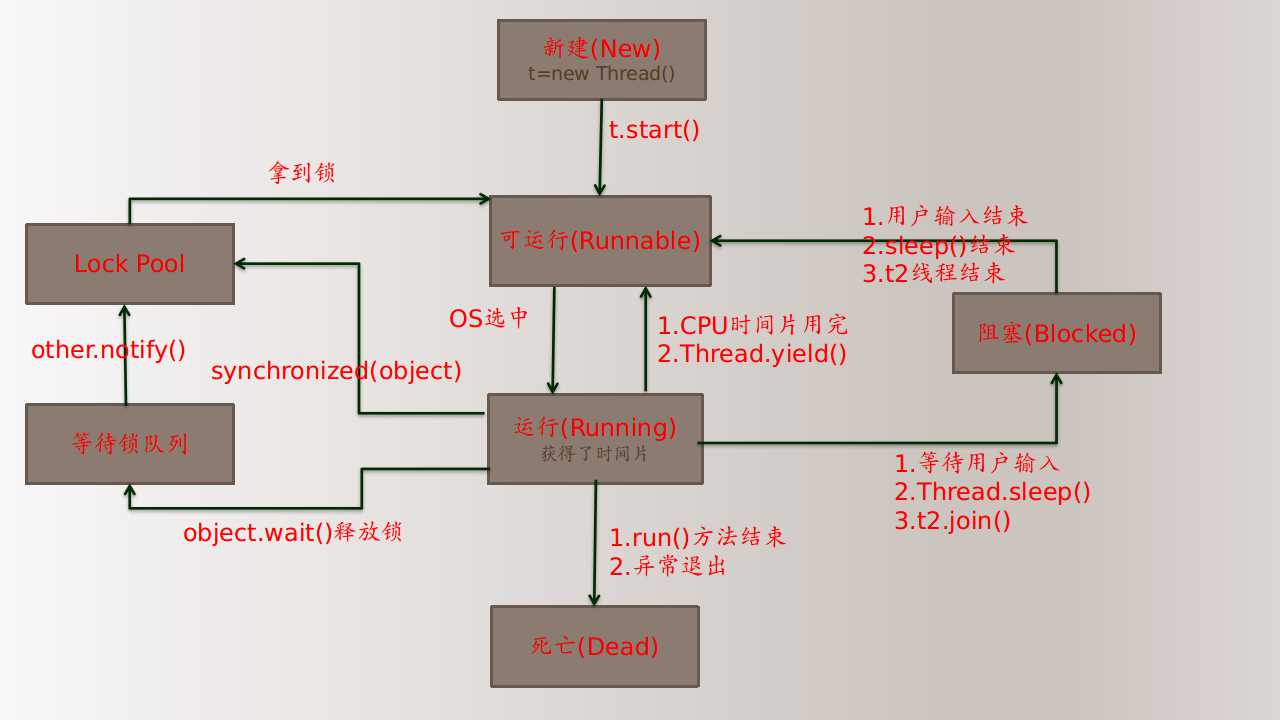 新建(New)
t=new Thread()
t.start()
拿到锁
Lock Pool
可运行(Runnable)
1.用户输入结束
2.sleep()结束
3.t2线程结束
OS选中
1.CPU时间片用完
2.Thread.yield()
阻塞(Blocked)
other.notify()
synchronized(object)
等待锁队列
运行(Running)
获得了时间片
1.等待用户输入
2.Thread.sleep()
3.t2.join()
object.wait()释放锁
1.run()方法结束
2.异常退出
死亡(Dead)